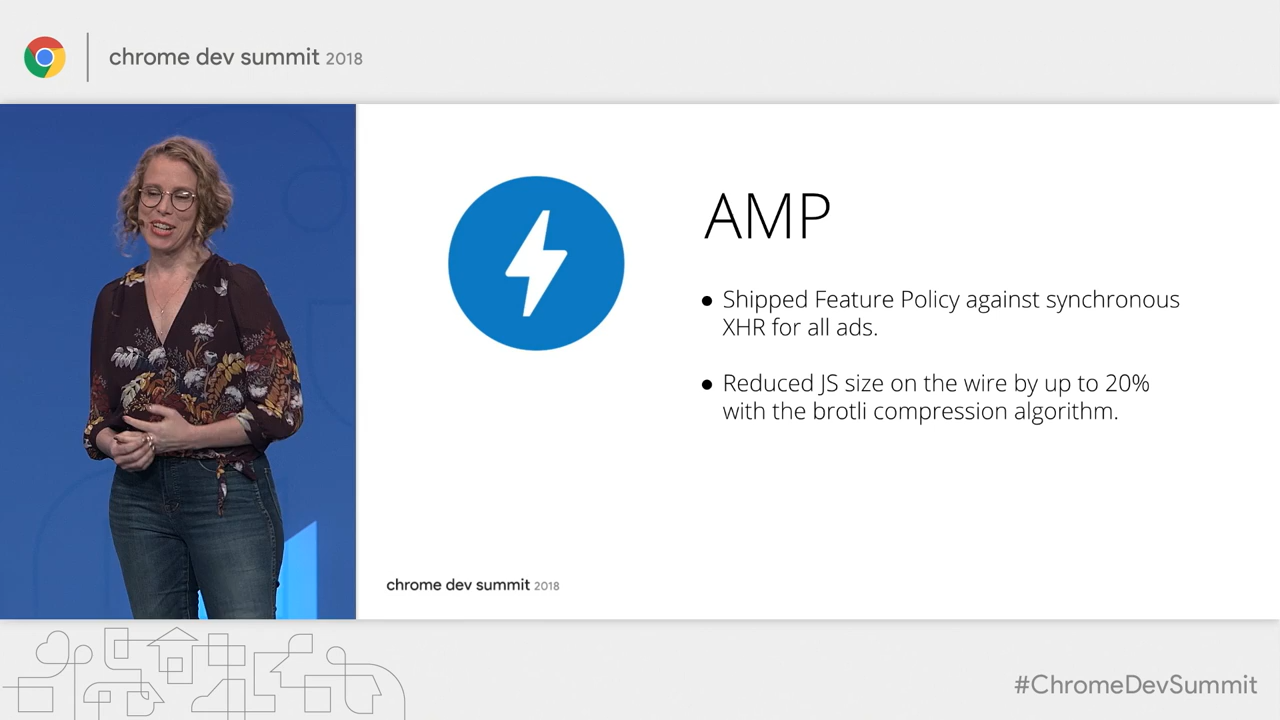 chrome dev summit 2018
AMP
● Shipped Feature Policy against synchronous
XHR for all ads.
● Reduced JS size on the wire by up to 20%
with the brotli compression algorithm.
chrome dev summit 2018
#ChromeDevSummit